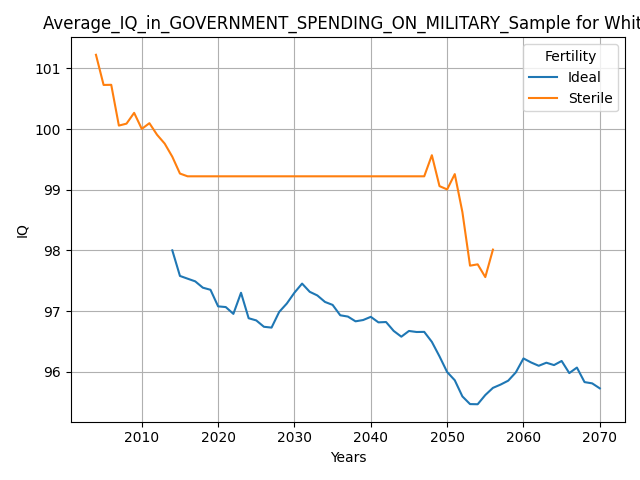 Average_IQ_in_GOVERNMENT_SPENDING_ON_MILITARY_Sample for Whit
Fertility
Ideal
Sterile
101
100
99
98
97
96
IQ
2010 2020 2030 2040 2050 2060 2070
Years